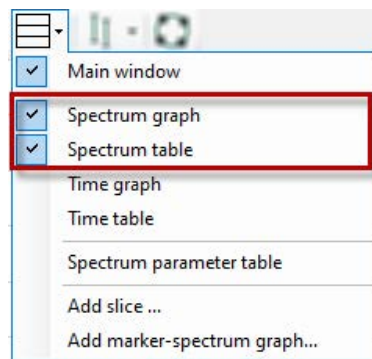 Main window
Spectrum graph
Spectrum table
Time graph
Time table
Spectrum parameter table
Add slice ...
Add marker-spectrum graph...